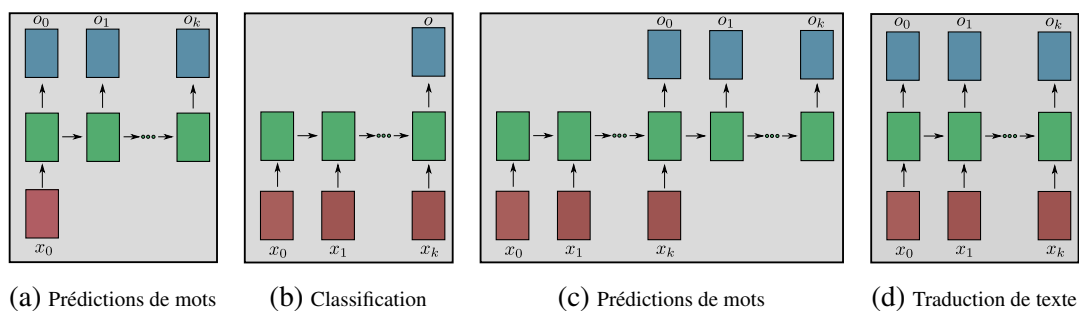 o₀ o₁ oₖ
x₀
(a) Prédictions de mots
o
x₀ x₁ xₖ
(b) Classification
o₀ o₁ oₖ
x₀ x₁ xₖ
(c) Prédictions de mots
o₀ o₁ oₖ
x₀ x₁ xₖ
(d) Traduction de texte